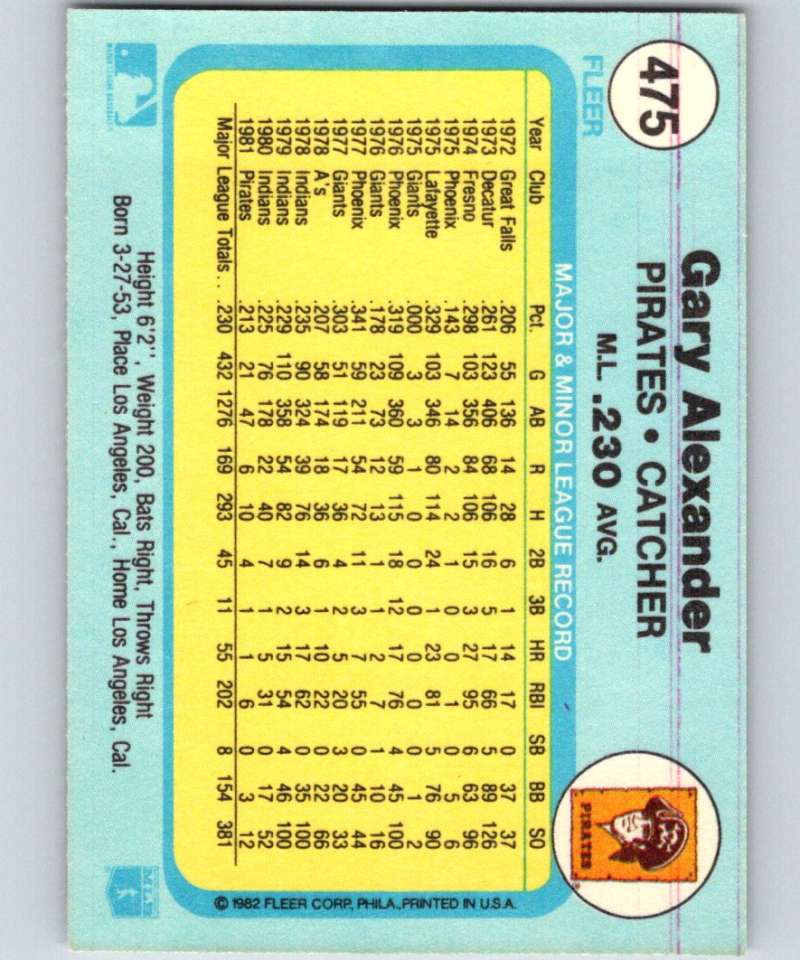 475
FLEER
Gary Alexander
PIRATES • CATCHER
M.L. .230 AVG.
PIRATES
®
MAJOR & MINOR LEAGUE RECORD
Year Club Pct. G AB R H 2B 3B HR RBI SB BB SO
1972 Great Falls .206 55 136 14 28 6 1 14 17 0 37 37
1973 Decatur .261 123 406 68 106 16 5 17 66 5 89 126
1974 Fresno .298 103 356 84 106 15 3 27 95 6 63 96
1975 Phoenix .143 7 14 2 2 1 0 0 1 0 5 6
1975 Lafayette .329 103 346 80 114 24 1 23 81 5 76 90
1975 Giants .000 3 3 1 0 0 0 0 0 0 1 2
1976 Phoenix .319 109 360 59 115 18 12 17 76 4 45 100
1976 Giants .178 23 73 12 13 1 1 2 7 1 10 16
1977 Phoenix .341 59 211 54 72 11 3 7 55 0 45 44
1977 Giants .303 51 119 17 36 4 2 5 20 3 20 33
1978 A's .207 58 174 18 36 6 1 10 22 0 22 66
1978 Indians .235 90 324 39 76 14 3 17 62 0 35 100
1979 Indians .229 110 358 54 82 9 2 15 54 4 46 100
1980 Indians .225 76 178 22 40 7 1 5 31 0 17 52
1981 Pirates .213 21 47 6 10 4 1 1 6 0 3 12
Major League Totals . . . .230 432 1276 169 293 45 11 55 202 8 154 381
© 1982 FLEER CORP., PHILA., PRINTED IN U.S.A.
Height 6'2'', Weight 200, Bats Right, Throws Right
Born 3-27-53, Place Los Angeles, Cal., Home Los Angeles, Cal.
MLB